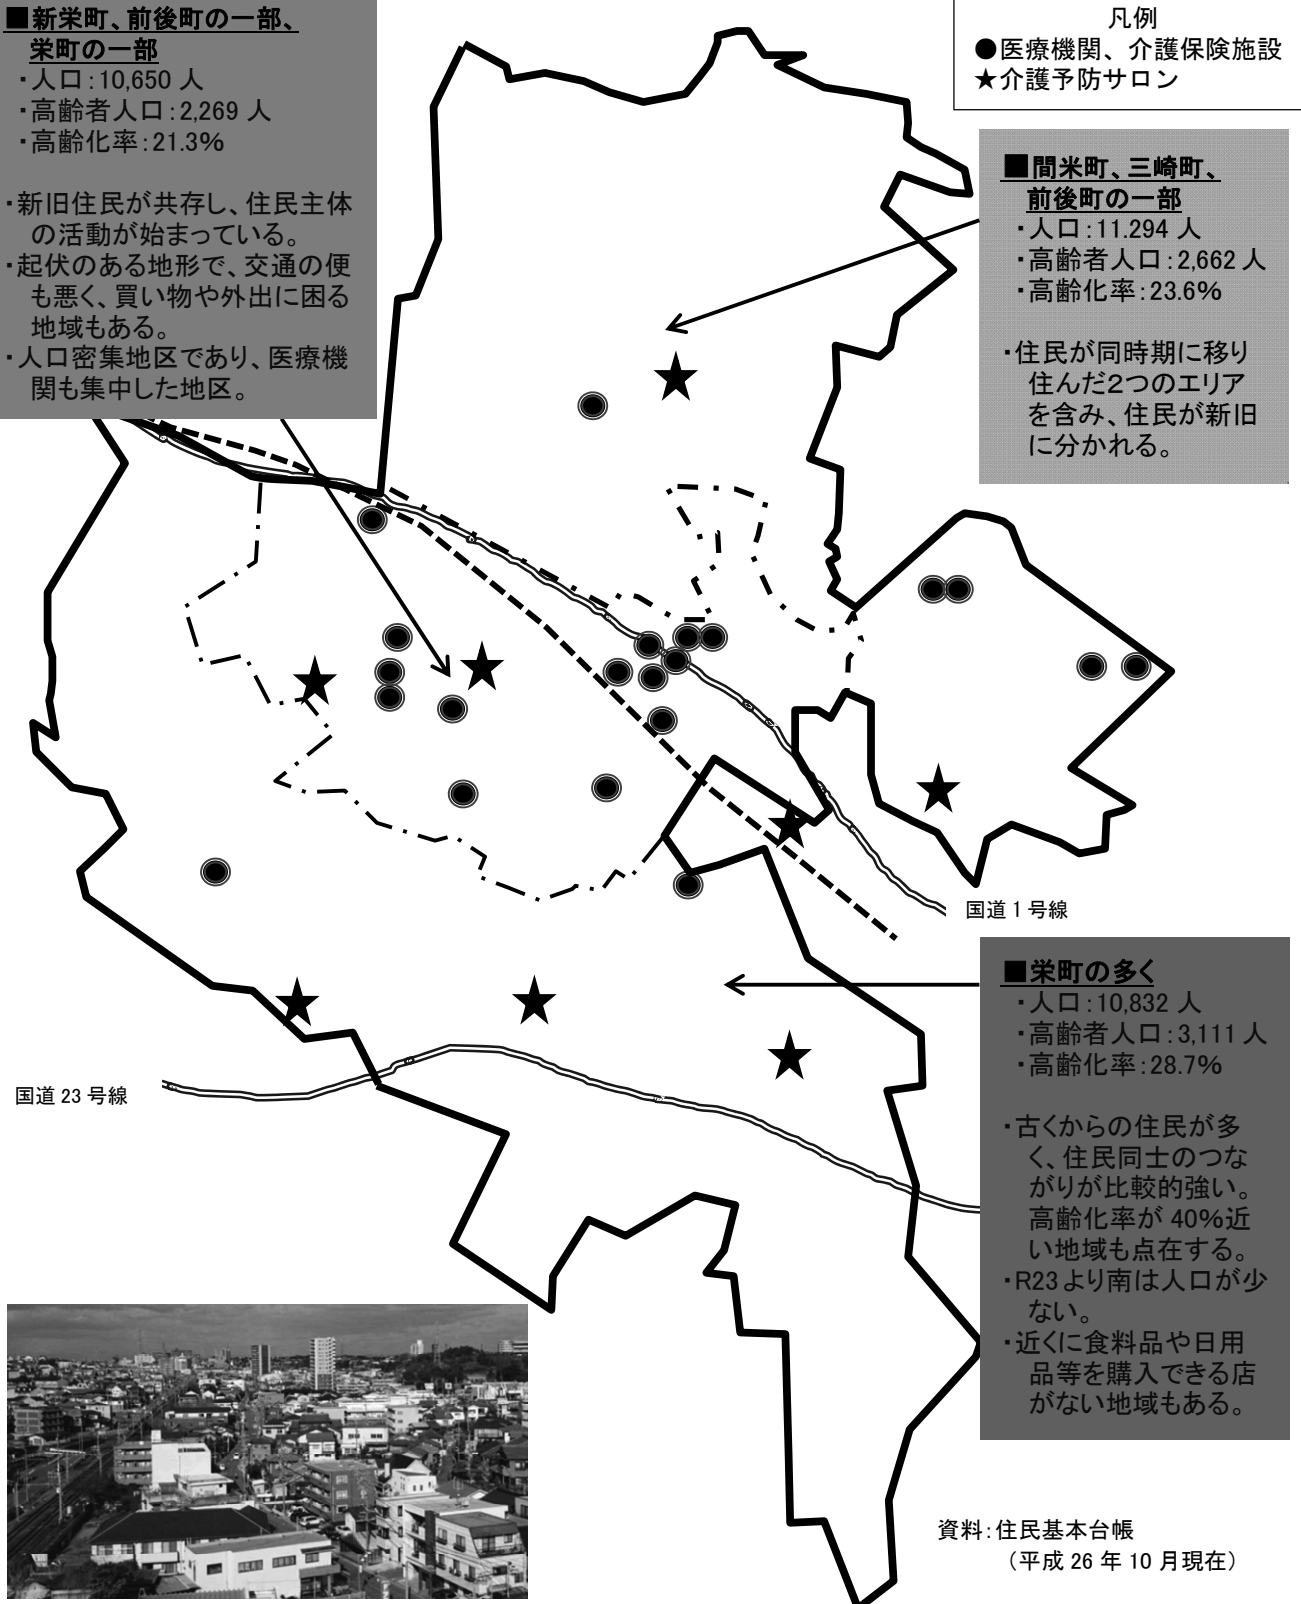 ■新栄町、前後町の一部、
栄町の一部
・人口：10,650 人
・高齢者人口：2,269 人
・高齢化率：21.3%
・新旧住民が共存し、住民主体
の活動が始まっている。
・起伏のある地形で、交通の便
も悪く、買い物や外出に困る
地域もある。
・人口密集地区であり、医療機
関も集中した地区。
凡例
●医療機関、介護保険施設
★介護予防サロン
■間米町、三崎町、
前後町の一部
・人口：11.294 人
・高齢者人口：2,662 人
・高齢化率：23.6%
・住民が同時期に移り
住んだ２つのエリア
を含み、住民が新旧
に分かれる。
国道 1 号線
■栄町の多く
・人口：10,832 人
・高齢者人口：3,111 人
・高齢化率：28.7%
・古くからの住民が多
く、住民同士のつな
がりが比較的強い。
高齢化率が 40%近
い地域も点在する。
・R23 より南は人口が少
ない。
・近くに食料品や日用
品等を購入できる店
がない地域もある。
国道 23 号線
資料：住民基本台帳
（平成 26 年 10 月現在）